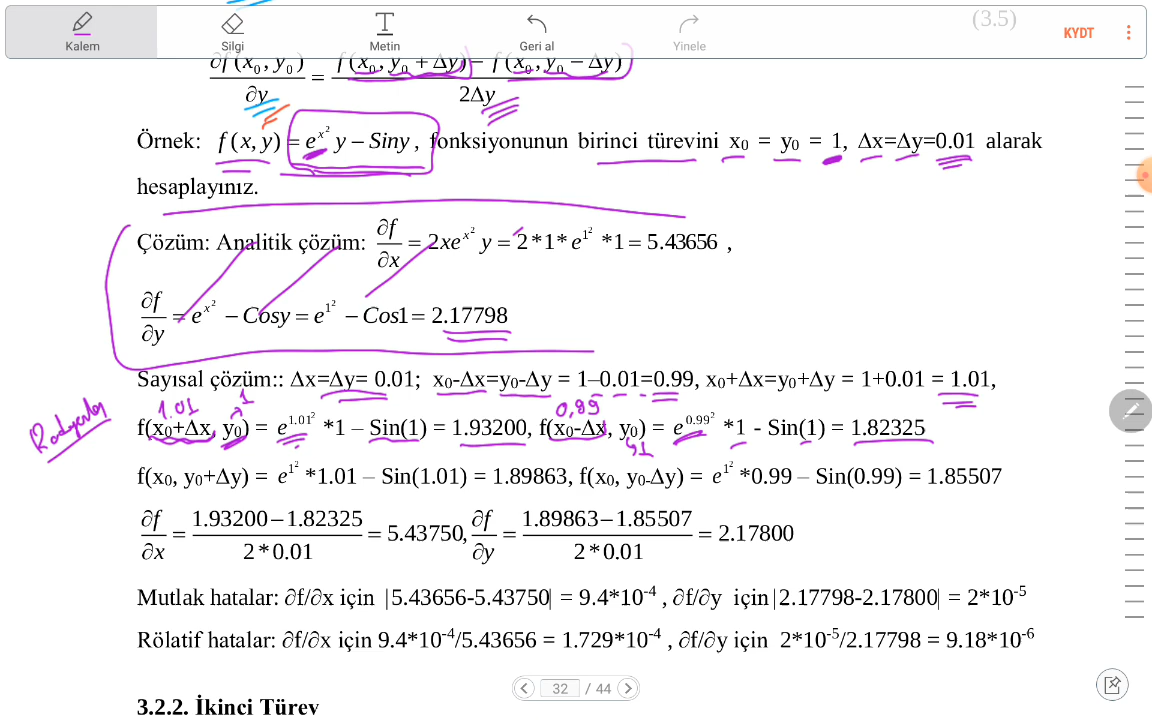 (3.5)
Kalem Silgi Metin Geri al Yinele KYDT
∂f(x₀, y₀)/∂y = f(x₀, y₀ + Δy) − f(x₀, y₀ − Δy)/2Δy
Örnek: f(x, y) = e^x² y − Siny, fonksiyonunun birinci türevini x₀ = y₀ = 1, Δx=Δy=0.01 alarak
hesaplayınız.
Çözüm: Analitik çözüm: ∂f/∂x = 2xe^x² y = 2*1*e^1² *1 = 5.43656 ,
∂f/∂y = e^x² − Cosy = e^1² − Cos1 = 2.17798
Sayısal çözüm:: Δx=Δy= 0.01; x₀-Δx=y₀-Δy = 1–0.01=0.99, x₀+Δx=y₀+Δy = 1+0.01 = 1.01,
1.01 1 0,89
Radyanlar f(x₀+Δx, y₀) = e^1.01² *1 – Sin(1) = 1.93200, f(x₀-Δx, y₀) = e^0.99² *1 - Sin(1) = 1.82325
1
f(x₀, y₀+Δy) = e^1² *1.01 – Sin(1.01) = 1.89863, f(x₀, y₀-Δy) = e^1² *0.99 – Sin(0.99) = 1.85507
∂f/∂x = 1.93200 − 1.82325/2*0.01 = 5.43750, ∂f/∂y = 1.89863 − 1.85507/2*0.01 = 2.17800
Mutlak hatalar: ∂f/∂x için |5.43656-5.43750| = 9.4*10⁻⁴ , ∂f/∂y için |2.17798-2.17800| = 2*10⁻⁵
Rölatif hatalar: ∂f/∂x için 9.4*10⁻⁴/5.43656 = 1.729*10⁻⁴ , ∂f/∂y için 2*10⁻⁵/2.17798 = 9.18*10⁻⁶
32 / 44
3.2.2. İkinci Türev